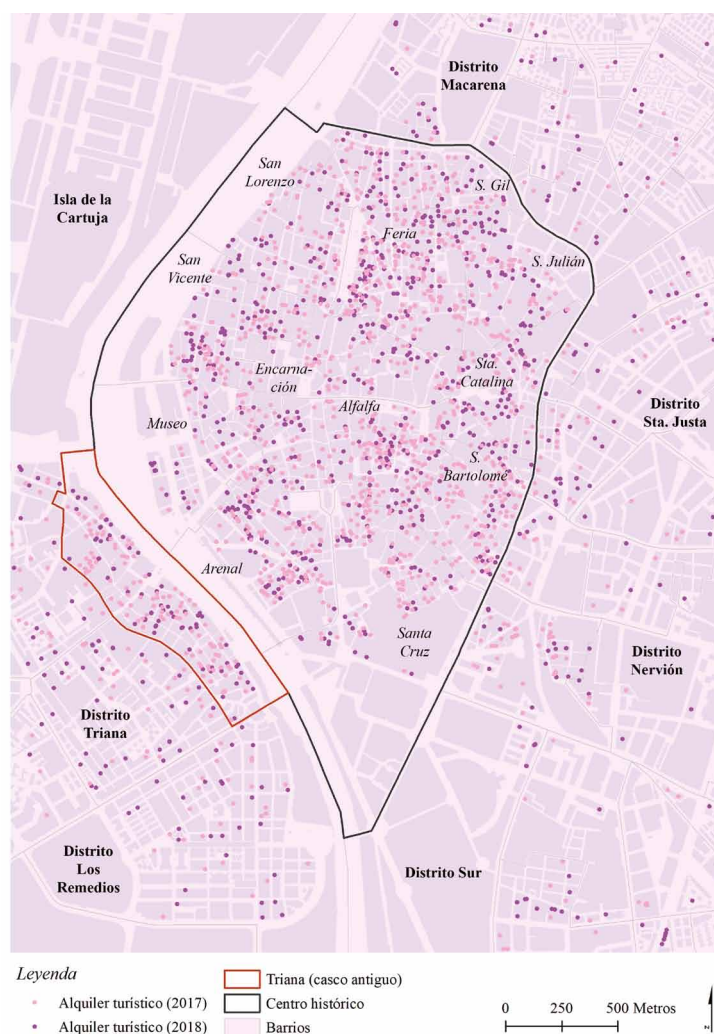 Distrito
Macarena
San
Lorenzo
S. Gil
Isla de la
Cartuja
Feria
San
Vicente
S. Julián
Encarna-
ción
Sta.
Catalina
Alfalfa
Museo
Distrito
Sta. Justa
S.
Bartolomé
Arenal
Santa
Cruz
Distrito
Nervión
Distrito
Triana
Distrito
Los
Remedios
Distrito Sur
Leyenda
Alquiler turístico (2017)
Alquiler turístico (2018)
Triana (casco antiguo)
Centro histórico
Barrios
0 250 500 Metros